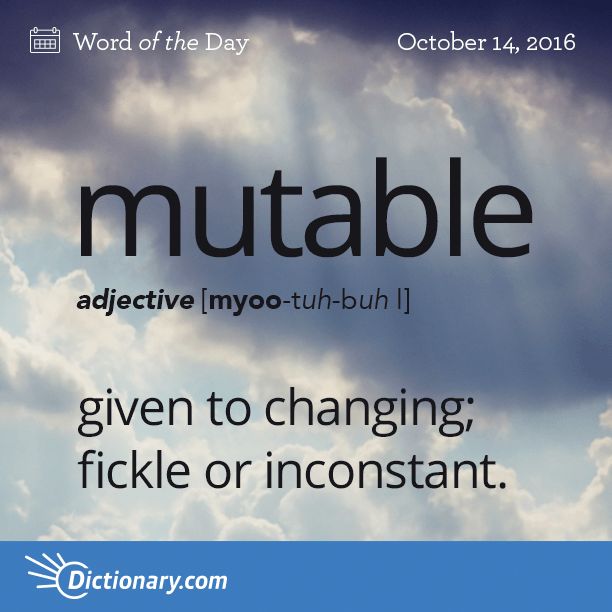 Word of the Day
October 14, 2016
mutable
adjective [myoo-tuh-buh l]
given to changing;
fickle or inconstant.
Dictionary.com